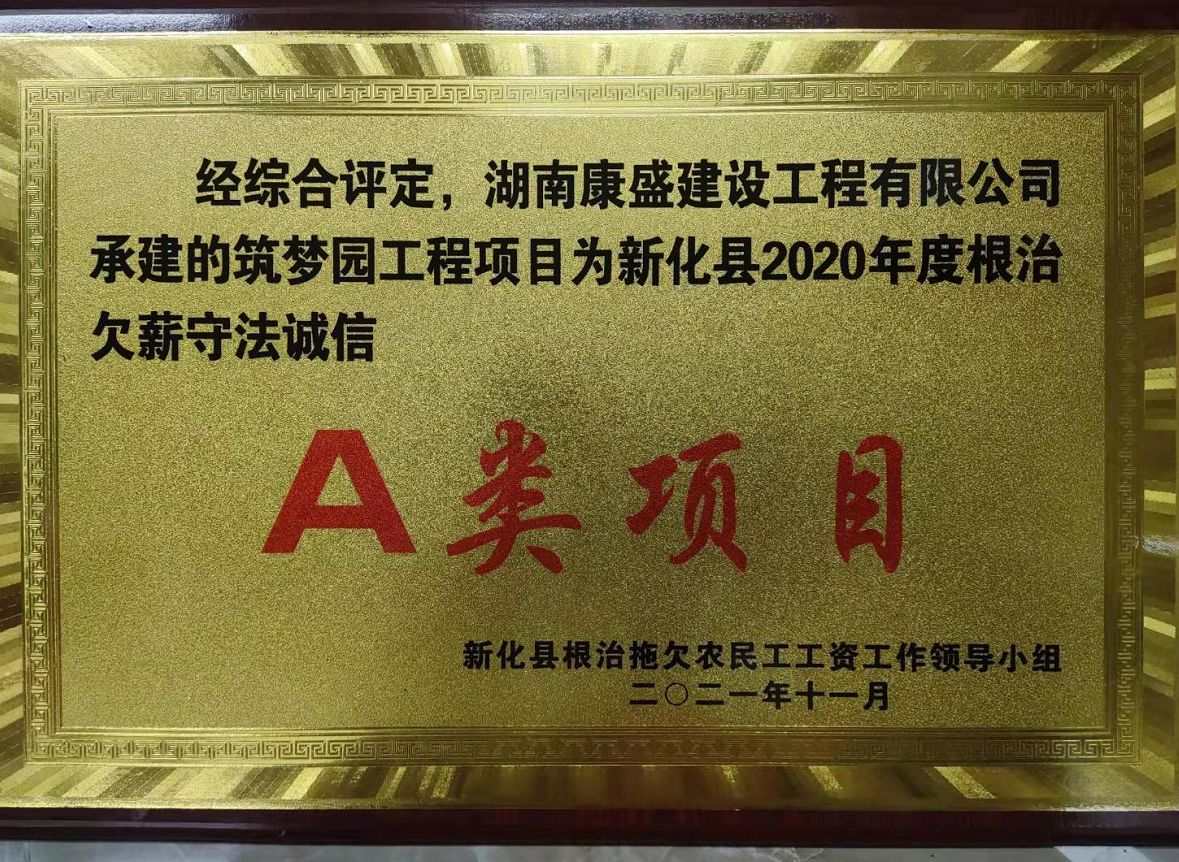 经综合评定，湖南康盛建设工程有限公司
承建的筑梦园工程项目为新化县2020年度根治
欠薪守法诚信
A类项目
新化县根治拖欠农民工工资工作领导小组
二〇二一年十一月